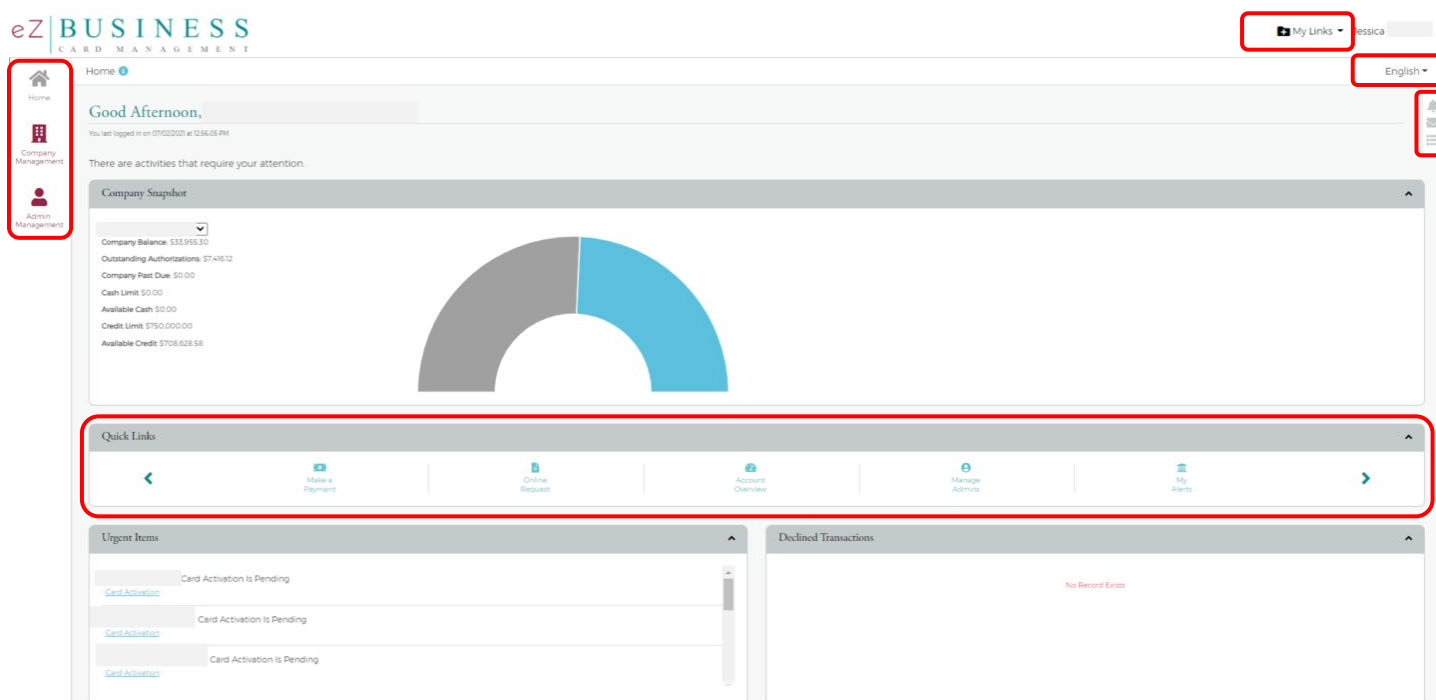 eZ BUSINESS
CARD MANAGEMENT
My Links
Jessica
Home
English
Home
Company
Management
Admin
Management
Good Afternoon,
You last logged in on 07/02/2021 at 12:56:05 PM
There are activities that require your attention.
Company Snapshot
Company Balance: $33,955.30
Outstanding Authorizations: $7,416.12
Company Past Due: $0.00
Cash Limit $0.00
Available Cash $0.00
Credit Limit $750,000.00
Available Credit $708,628.58
Quick Links
Make a
Payment
Online
Request
Account
Overview
Manage
Admins
My
Alerts
Urgent Items
Card Activation Is Pending
Card Activation
Card Activation Is Pending
Card Activation
Card Activation Is Pending
Card Activation
Declined Transactions
No Record Exists